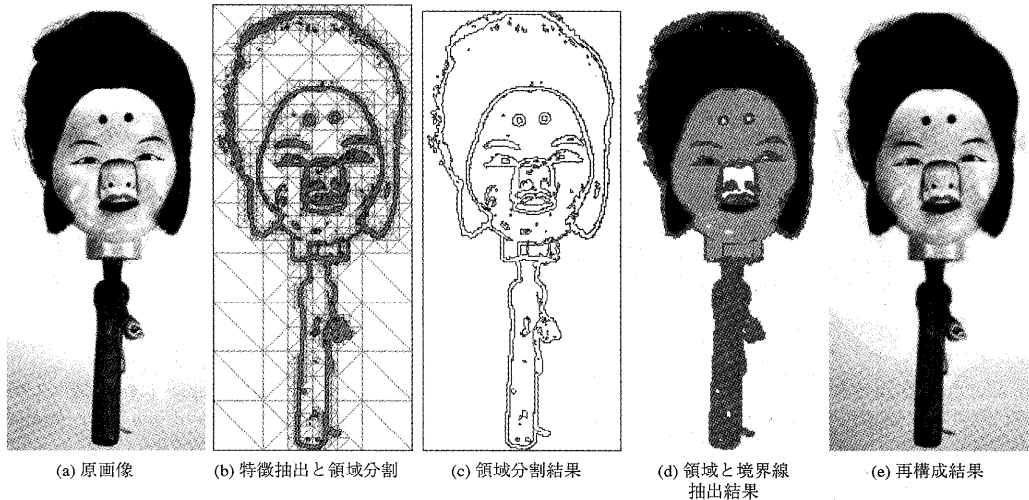 (a) 原画像
(b) 特徴抽出と領域分割
(c) 領域分割結果
(d) 領域と境界線
抽出結果
(e) 再構成結果